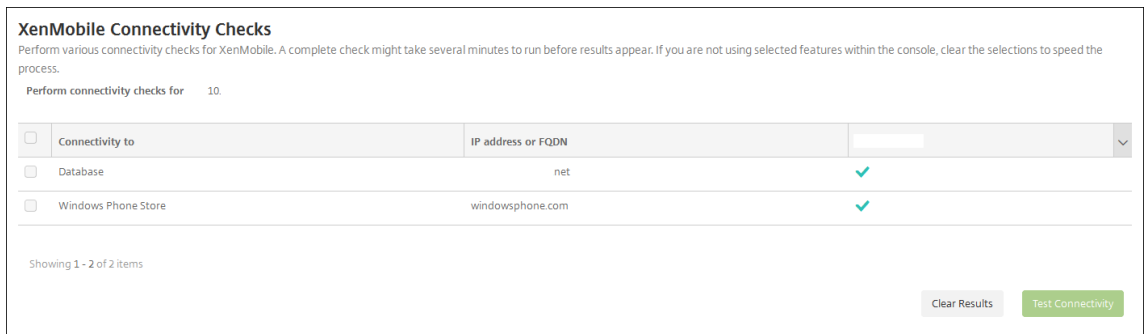 XenMobile Connectivity Checks
Perform various connectivity checks for XenMobile. A complete check might take several minutes to run before results appear. If you are not using selected features within the console, clear the selections to speed the
process.
Perform connectivity checks for 10.
Connectivity to IP address or FQDN
Database net
Windows Phone Store windowsphone.com
Showing 1 - 2 of 2 items
Clear Results Test Connectivity